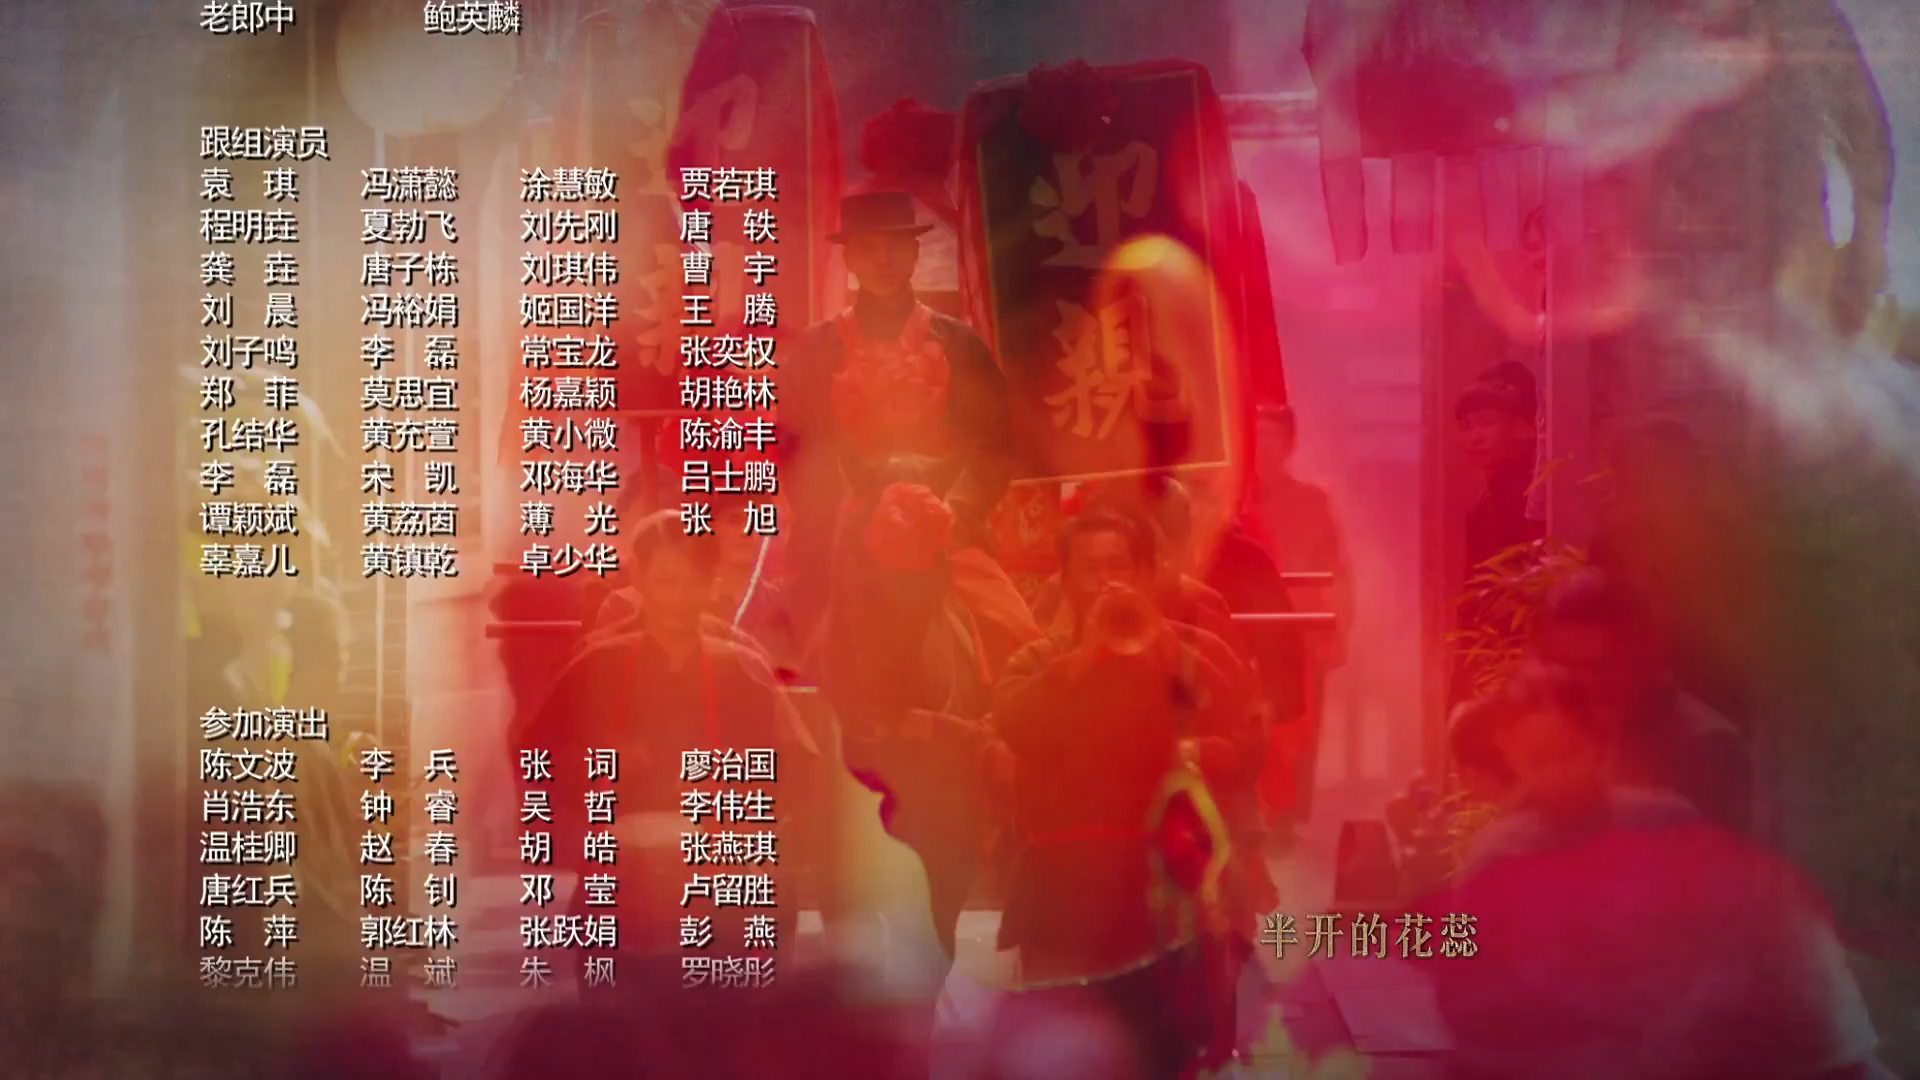 老郎中 鲍英麟
跟组演员
袁 琪 冯潇懿 涂慧敏 贾若琪
程明垚 夏勃飞 刘先刚 唐 轶
龚 垚 唐子栋 刘琪伟 曹 宇
刘 晨 冯裕娟 姬国洋 王 腾
刘子鸣 李 磊 常宝龙 张奕权
郑 菲 莫思宜 杨嘉颖 胡艳林
孔结华 黄充萱 黄小微 陈渝丰
李 磊 宋 凯 邓海华 吕士鹏
谭颖斌 黄荔茵 薄 光 张 旭
辜嘉儿 黄镇乾 卓少华
参加演出
陈文波 李 兵 张 词 廖治国
肖浩东 钟 睿 吴 哲 李伟生
温桂卿 赵 春 胡 皓 张燕琪
唐红兵 陈 钊 邓 莹 卢留胜
陈 萍 郭红林 张跃娟 彭 燕
黎克伟 温 斌 朱 枫 罗晓彤
半开的花蕊
迎親
迎親